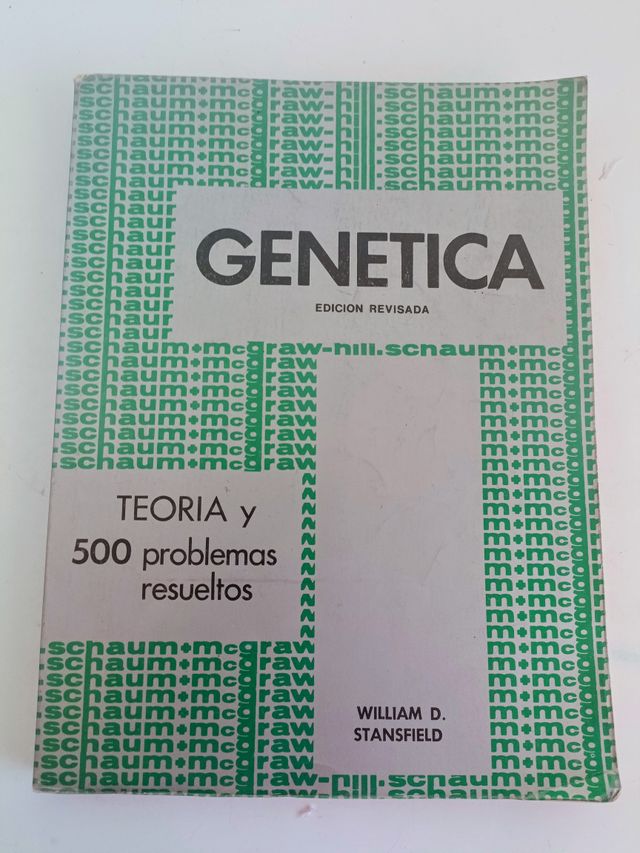 GENETICA
EDICION REVISADA
schaum+mcgraw-hill.schaum+mc
TEORIA y
500 problemas
resueltos
WILLIAM D.
STANSFIELD